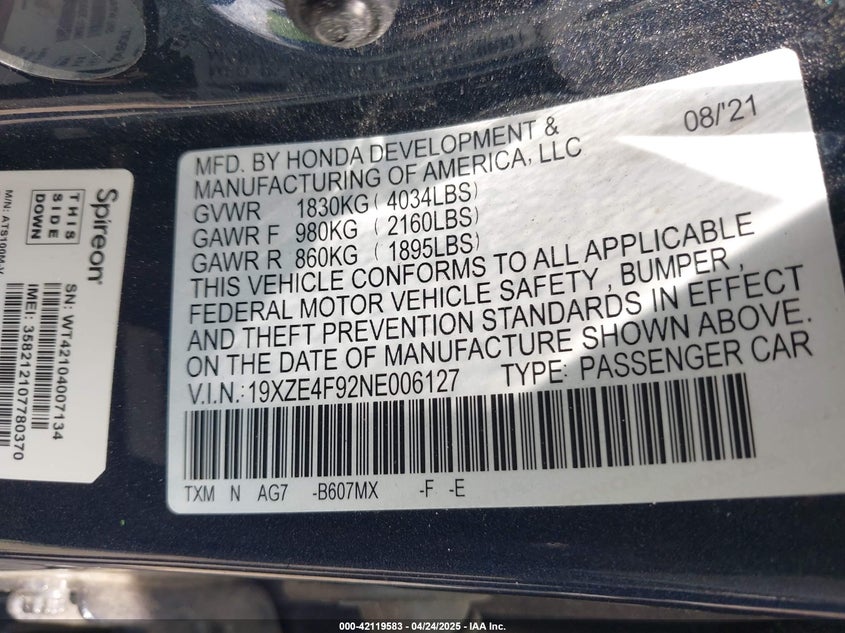 08/'21
MFD. BY HONDA DEVELOPMENT &
MANUFACTURING OF AMERICA, LLC
GVWR 1830KG ( 4034LBS)
GAWR F 980KG ( 2160LBS)
GAWR R 860KG ( 1895LBS)
THIS VEHICLE CONFORMS TO ALL APPLICABLE
FEDERAL MOTOR VEHICLE SAFETY , BUMPER ,
AND THEFT PREVENTION STANDARDS IN EFFECT
ON THE DATE OF MANUFACTURE SHOWN ABOVE.
V.I.N.:19XZE4F92NE006127 TYPE: PASSENGER CAR
TXM N AG7 -B607MX -F -E
Spireon®
THIS
SIDE
DOWN
SN: WT42104007134
IMEI: 358212107780370
000-42119583 - 04/24/2025 - IAA Inc.